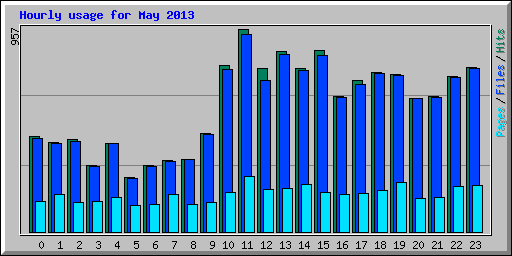 Hourly usage for May 2013
957
Pages/Files/Hits
0 1 2 3 4 5 6 7 8 9 10 11 12 13 14 15 16 17 18 19 20 21 22 23